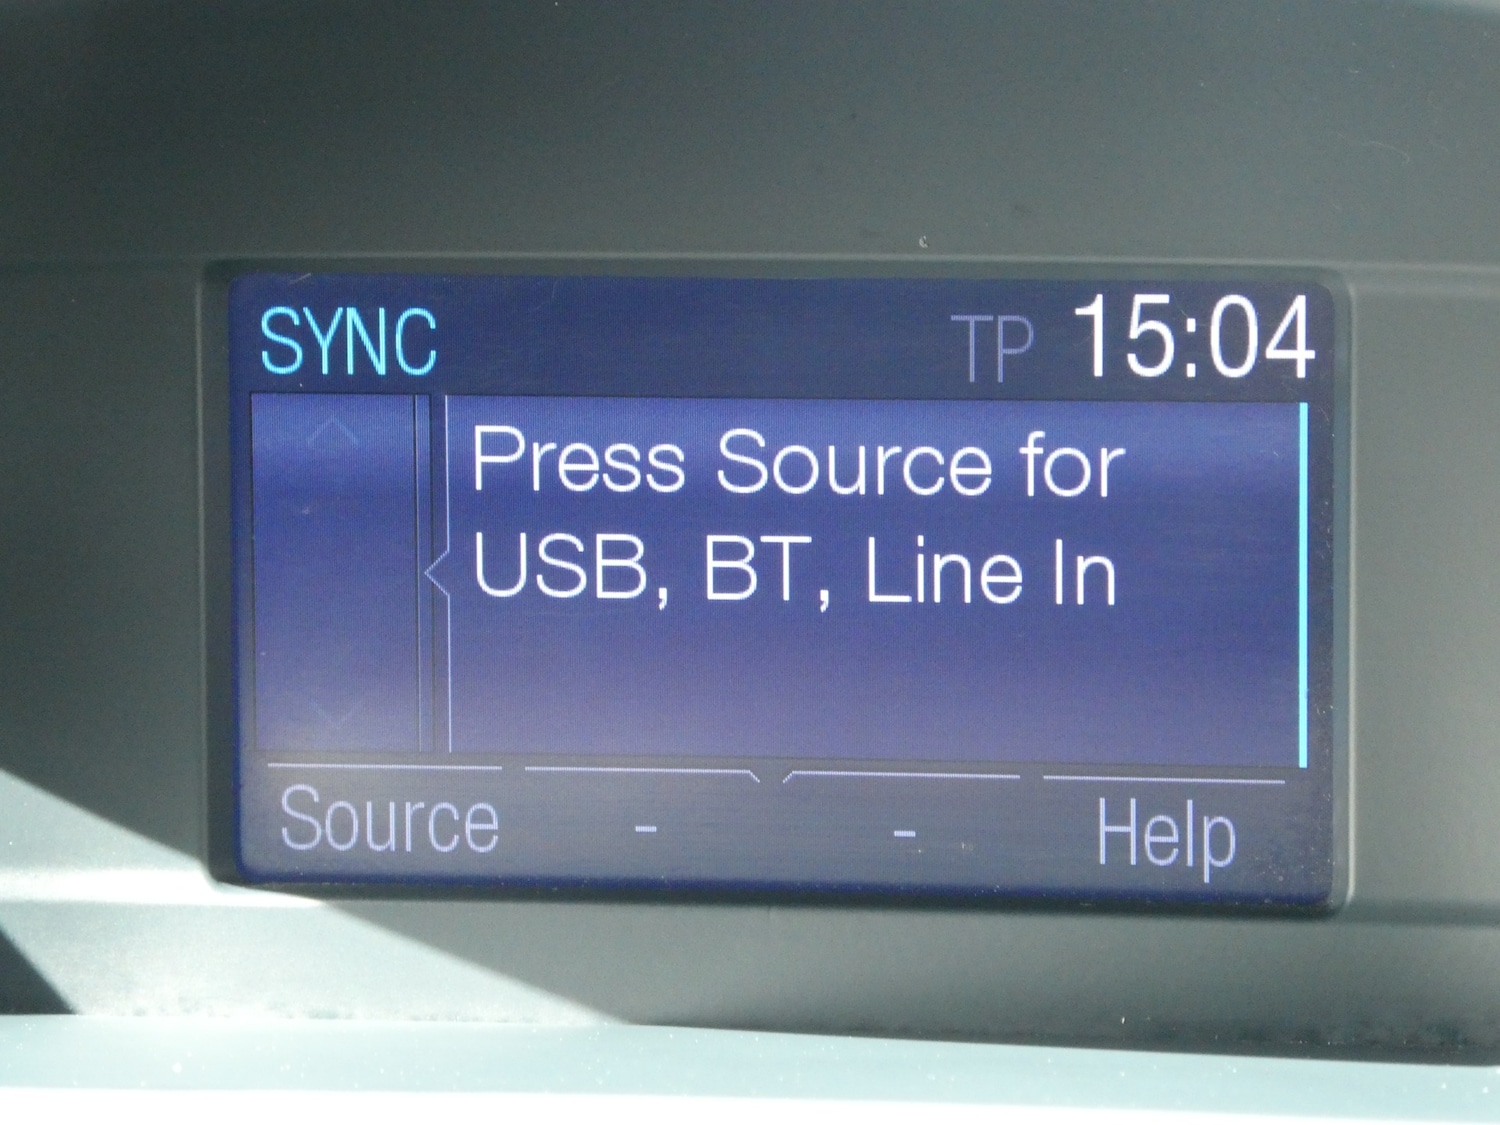 SYNC TP 15:04
Press Source for
USB, BT, Line In
Source - - Help